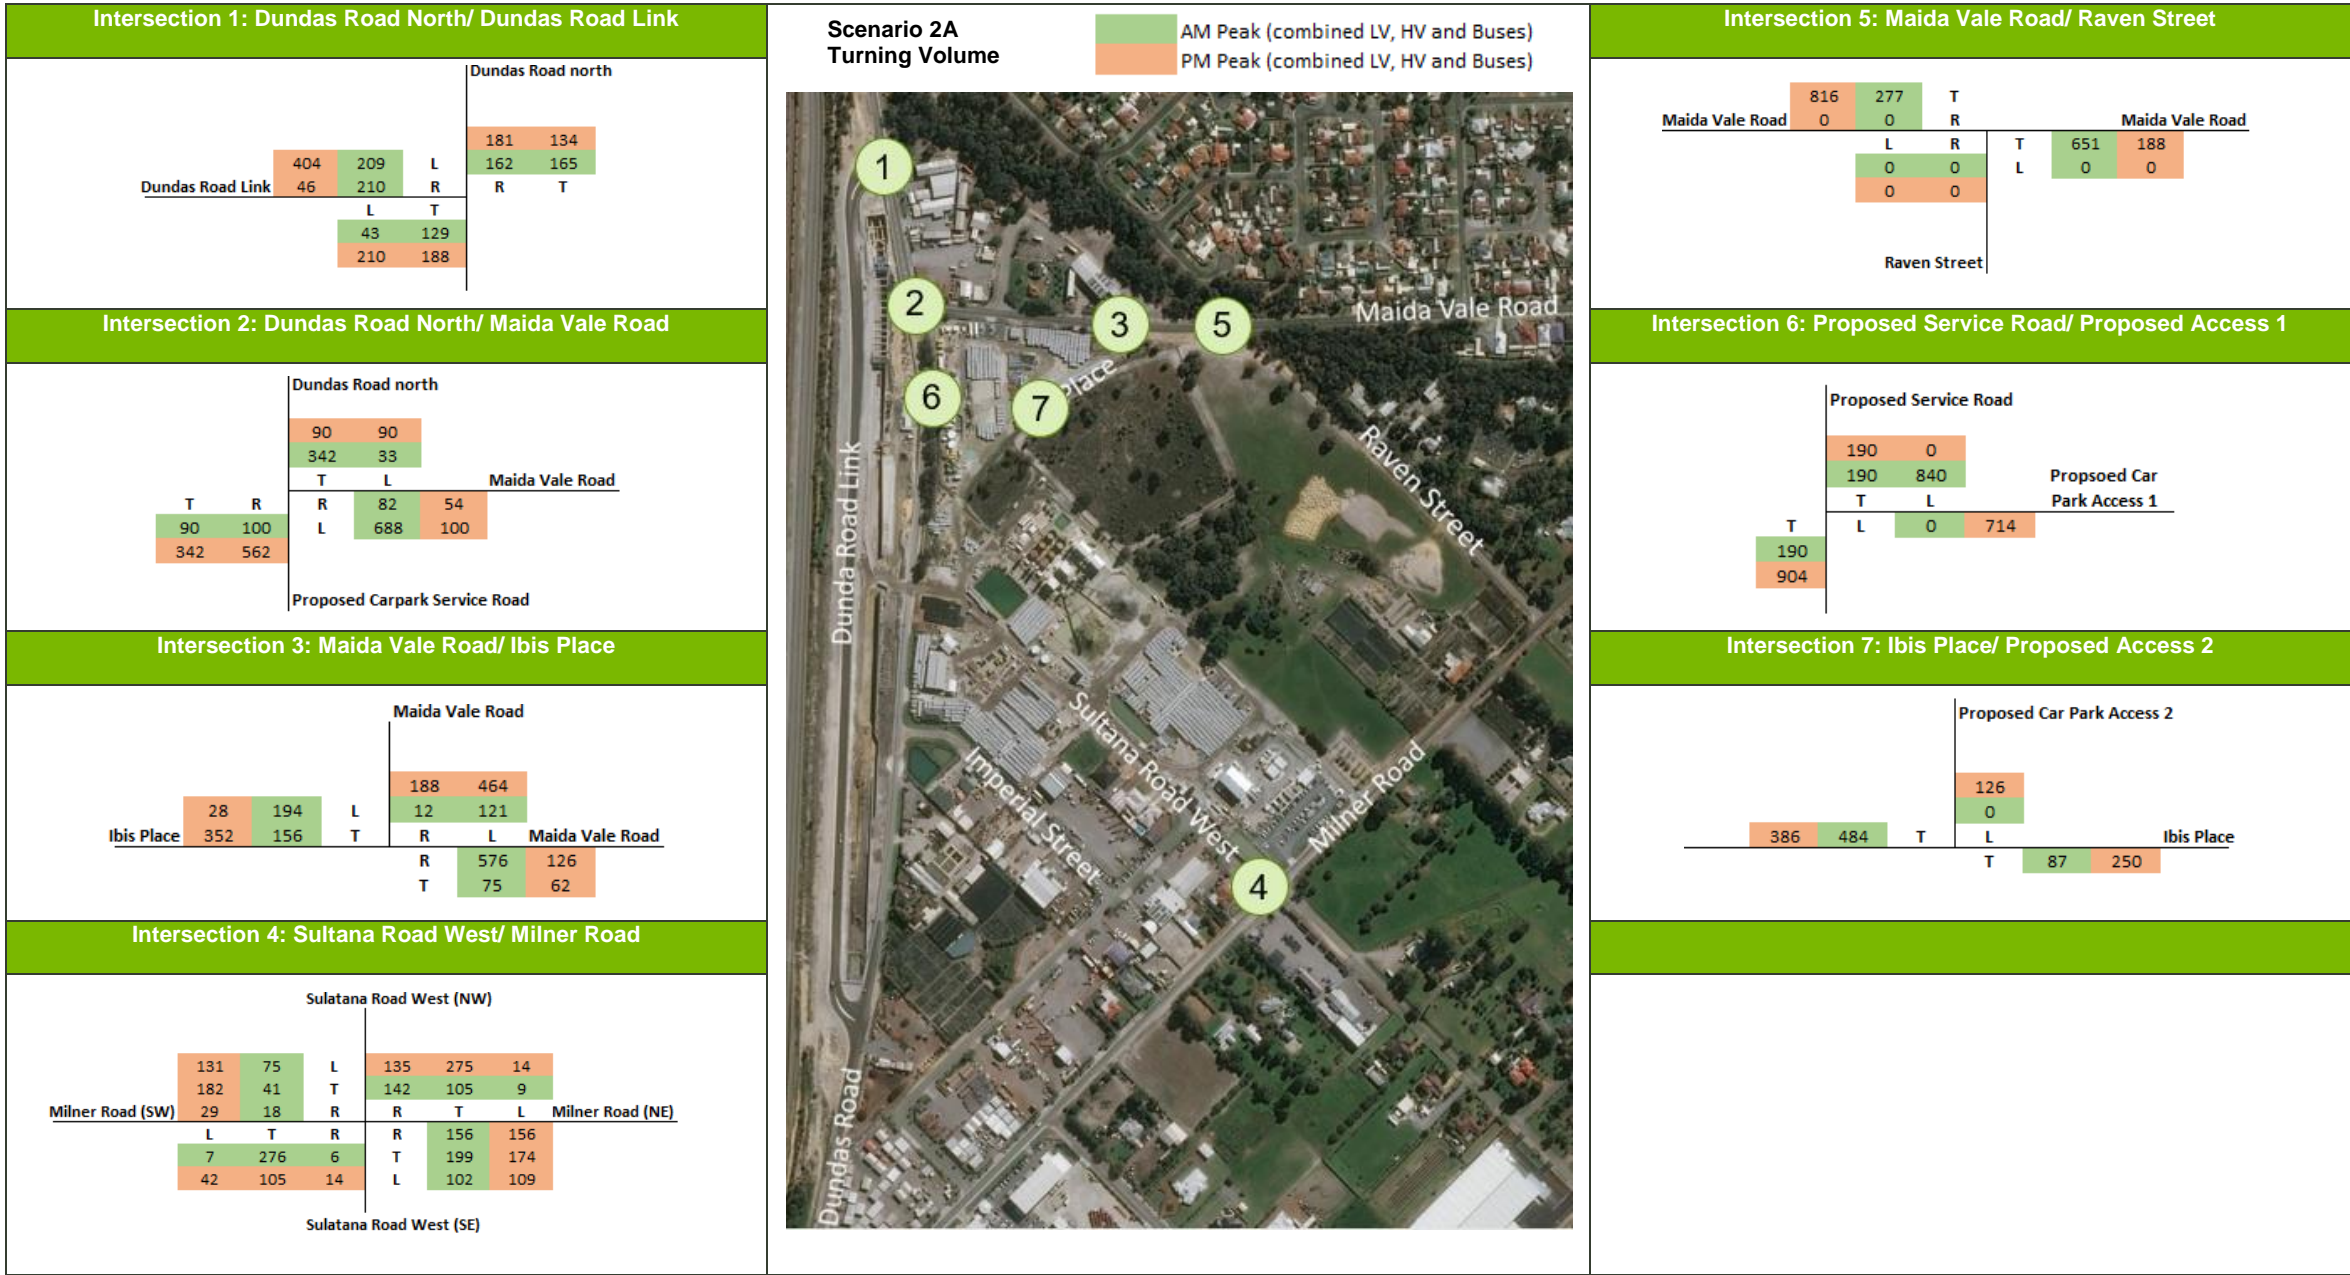 Intersection 1: Dundas Road North/ Dundas Road Link
Dundas Road north
181 134
404 209 L 162 165
Dundas Road Link 46 210 R R T
L T
43 129
210 188
Intersection 2: Dundas Road North/ Maida Vale Road
Dundas Road north
90 90
342 33
T L Maida Vale Road
T R R 82 54
90 100 L 688 100
342 562
Proposed Carpark Service Road
Intersection 3: Maida Vale Road/ Ibis Place
Maida Vale Road
188 464
28 194 L 12 121
Ibis Place 352 156 T R L Maida Vale Road
R 576 126
T 75 62
Intersection 4: Sultana Road West/ Milner Road
Sulatana Road West (NW)
131 75 L 135 275 14
182 41 T 142 105 9
Milner Road (SW) 29 18 R R T L Milner Road (NE)
L T R R 156 156
7 276 6 T 199 174
42 105 14 L 102 109
Sulatana Road West (SE)
Scenario 2A
Turning Volume
AM Peak (combined LV, HV and Buses)
PM Peak (combined LV, HV and Buses)
1
2
3
5
Maida Vale Road
6
7
Place
Raven Street
Dunda Road Link
Sultana Road West
Imperial Street
Milner Road
4
Dundas Road
Intersection 5: Maida Vale Road/ Raven Street
816 277 T
Maida Vale Road 0 0 R Maida Vale Road
L R T 651 188
0 0 L 0 0
0 0
Raven Street
Intersection 6: Proposed Service Road/ Proposed Access 1
Proposed Service Road
190 0
190 840 Propsoed Car
T L Park Access 1
T L 0 714
190
904
Intersection 7: Ibis Place/ Proposed Access 2
Proposed Car Park Access 2
126
0
386 484 T L Ibis Place
T 87 250